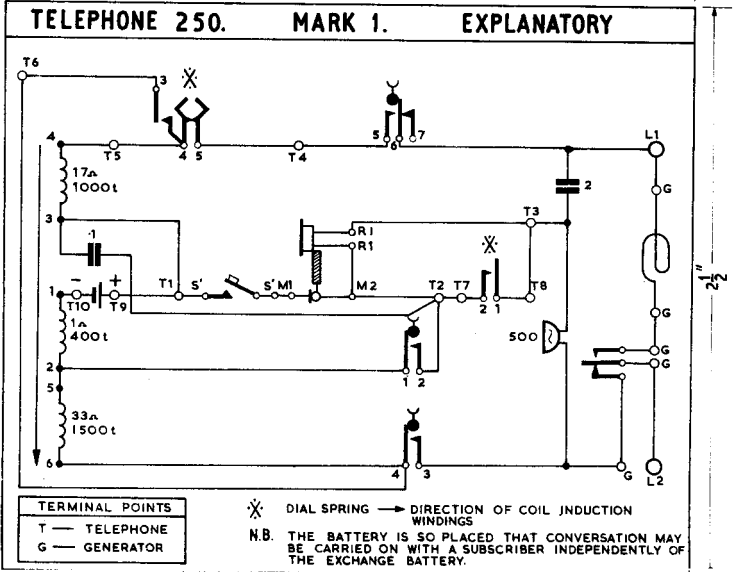 TELEPHONE 250. MARK 1. EXPLANATORY
T6
3
4
T5
4 5
T4
5 6 7
L1
G
17Ω
1000t
2
3
R1
R1
T3
.1
1
− +
T10 T9
T1
S' S' M1
M2
T2 T7
2 1
T8
2½"
1Ω
400t
500
G
G
G
2
5
1 2
33Ω
1500t
6
4 3
G
L2
TERMINAL POINTS
T — TELEPHONE
G — GENERATOR
DIAL SPRING → DIRECTION OF COIL JNDUCTION
WINDINGS
N.B. THE BATTERY IS SO PLACED THAT CONVERSATION MAY
BE CARRIED ON WITH A SUBSCRIBER INDEPENDENTLY OF
THE EXCHANGE BATTERY.